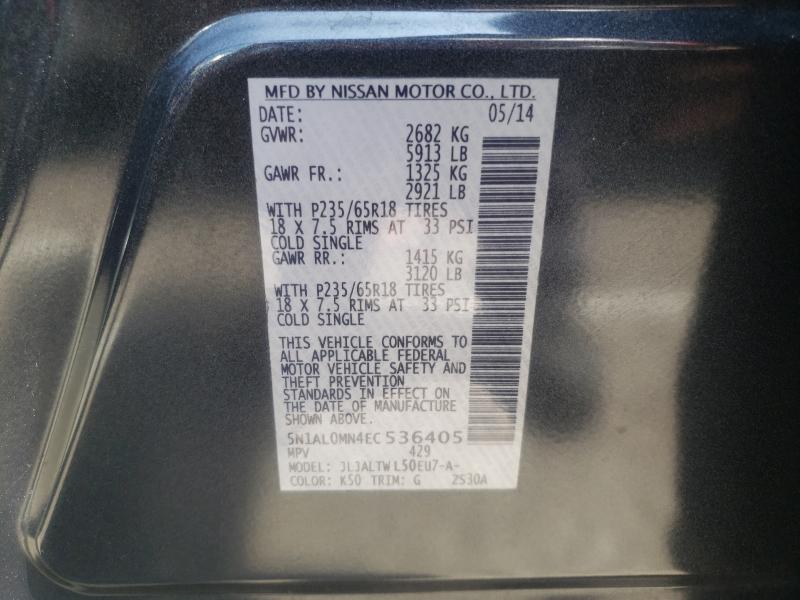 MFD BY NISSAN MOTOR CO., LTD.
DATE: 05/14
GVWR: 2682 KG
5913 LB
GAWR FR.: 1325 KG
2921 LB
WITH P235/65R18 TIRES
18 X 7.5 RIMS AT 33 PSI
COLD SINGLE
GAWR RR.: 1415 KG
3120 LB
WITH P235/65R18 TIRES
18 X 7.5 RIMS AT 33 PSI
COLD SINGLE
THIS VEHICLE CONFORMS TO
ALL APPLICABLE FEDERAL
MOTOR VEHICLE SAFETY AND
THEFT PREVENTION
STANDARDS IN EFFECT ON
THE DATE OF MANUFACTURE
SHOWN ABOVE.
5N1AL0MN4EC536405
MPV 429
MODEL: JLJALTWL50EU7-A-
COLOR: K50 TRIM: G 2S30A